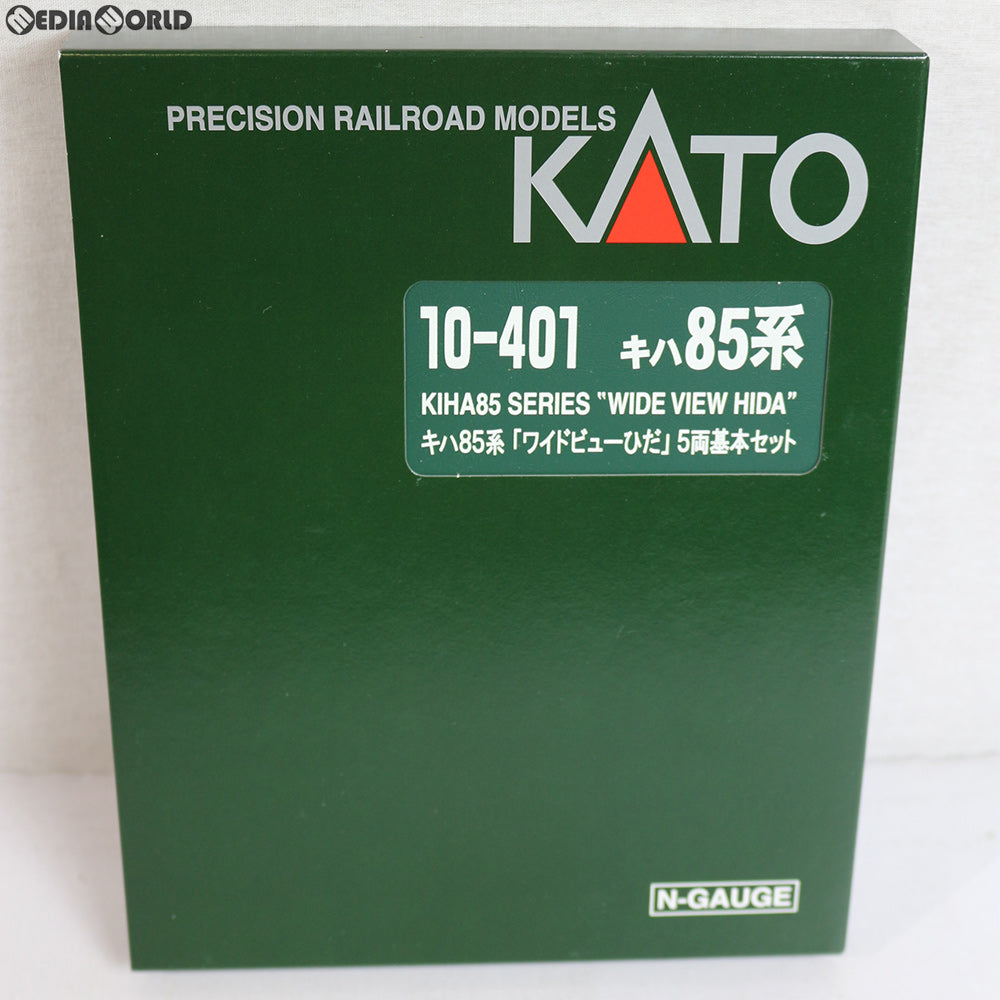 MEDIAWORLD
PRECISION RAILROAD MODELS
KATO
10-401 キハ85系
KIHA85 SERIES "WIDE VIEW HIDA"
キハ85系「ワイドビューひだ」5両基本セット
N-GAUGE